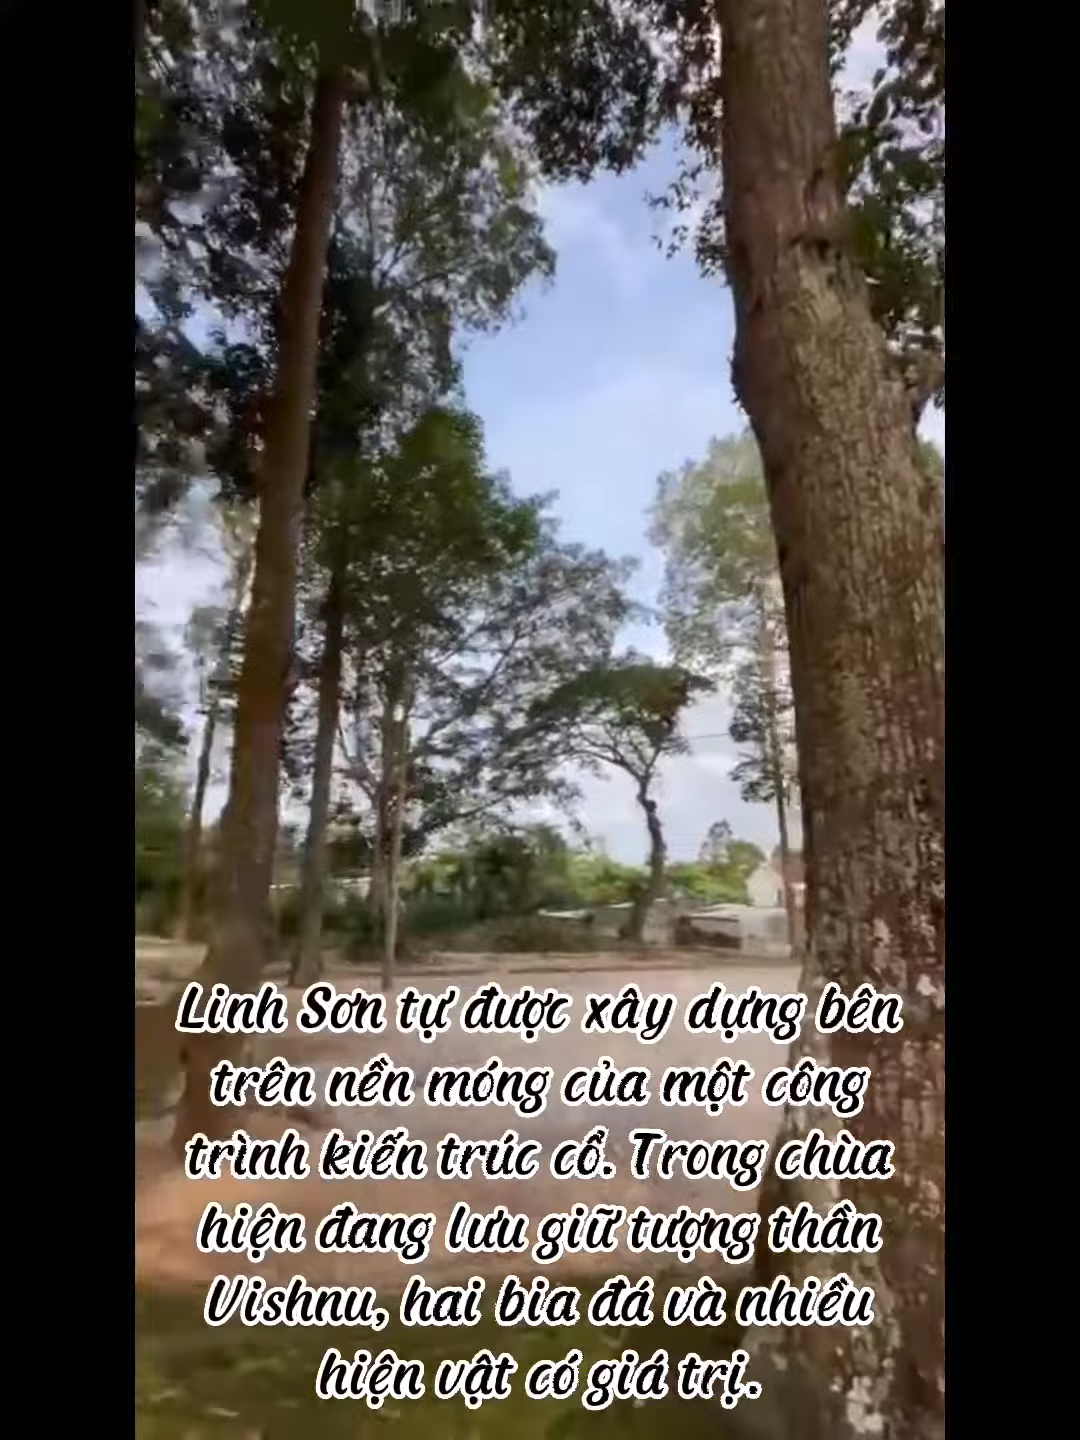 Linh Sơn tự được xây dựng bên
trên nền móng của một công
trình kiến trúc cổ. Trong chùa
hiện đang lưu giữ tượng thần
Vishnu, hai bia đá và nhiều
hiện vật có giá trị.